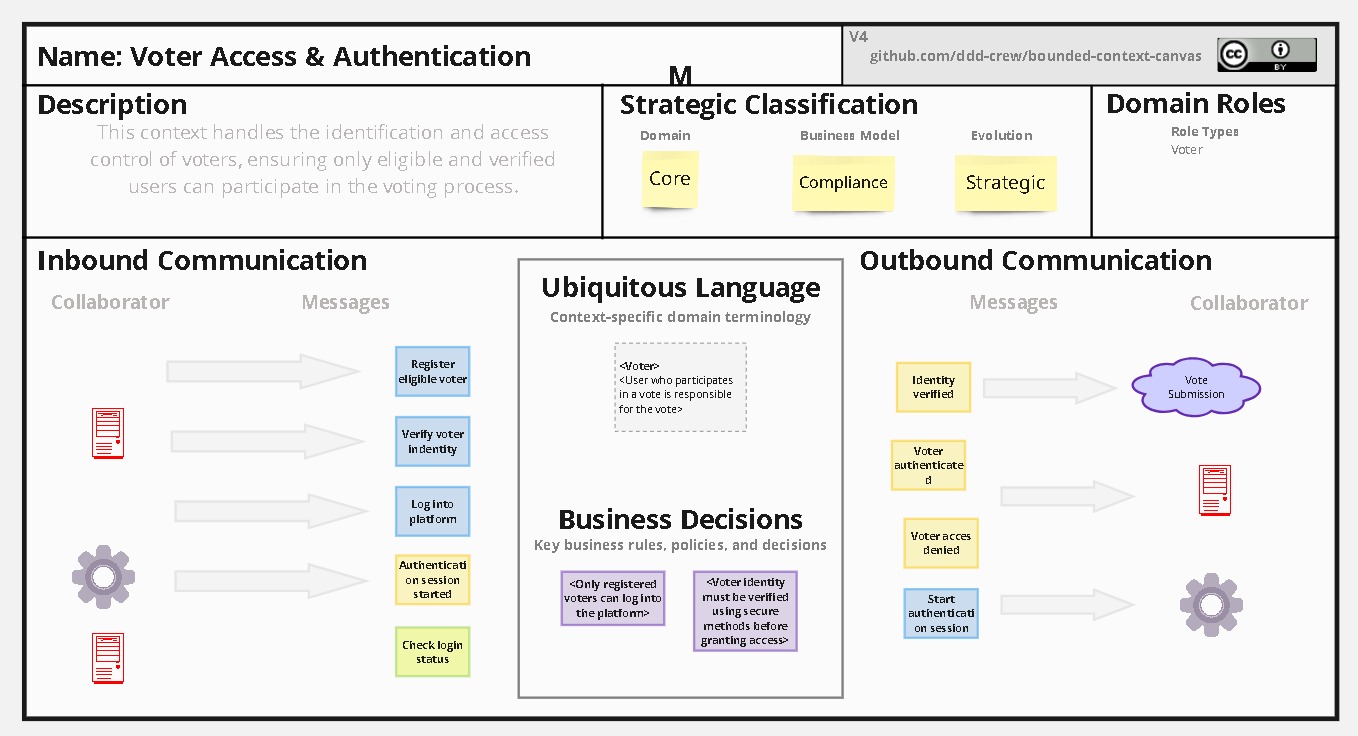 Name: Voter Access & Authentication
M
V4
github.com/ddd-crew/bounded-context-canvas
cc
BY
Description
This context handles the identification and access
control of voters, ensuring only eligible and verified
users can participate in the voting process.
Strategic Classification
Domain
Business Model
Evolution
Core
Compliance
Strategic
Domain Roles
Role Types
Voter
Inbound Communication
Collaborator
Messages
Register
eligible voter
Verify voter
indentity
Log into
platform
Authenticati
on session
started
Check login
status
Ubiquitous Language
Context-specific domain terminology
<Voter>
<User who participates
in a vote is responsible
for the vote>
Business Decisions
Key business rules, policies, and decisions
<Only registered
voters can log into
the platform>
<Voter identity
must be verified
using secure
methods before
granting access>
Outbound Communication
Messages
Collaborator
Identity
verified
Vote
Submission
Voter
authenticate
d
Voter acces
denied
Start
authenticati
on session